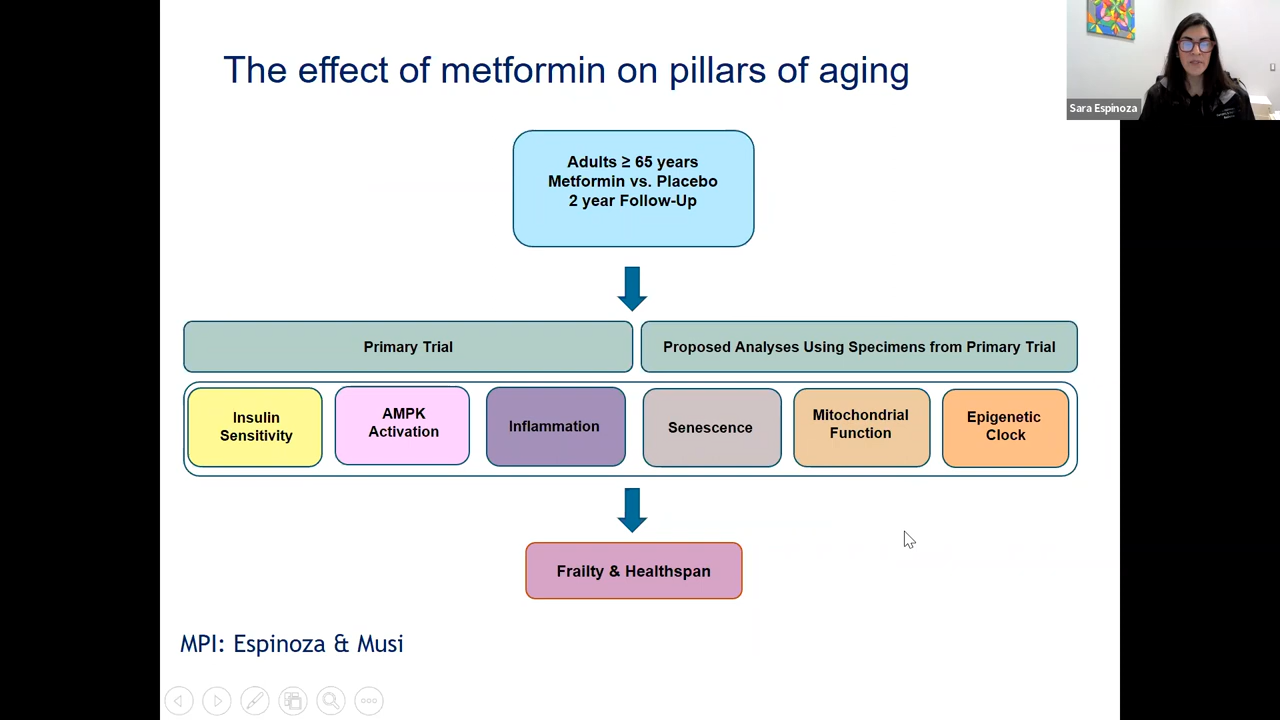 The effect of metformin on pillars of aging
Sara Espinoza
Adults ≥ 65 years
Metformin vs. Placebo
2 year Follow-Up
Primary Trial
Proposed Analyses Using Specimens from Primary Trial
Insulin
Sensitivity
AMPK
Activation
Inflammation
Senescence
Mitochondrial
Function
Epigenetic
Clock
Frailty & Healthspan
MPI: Espinoza & Musi